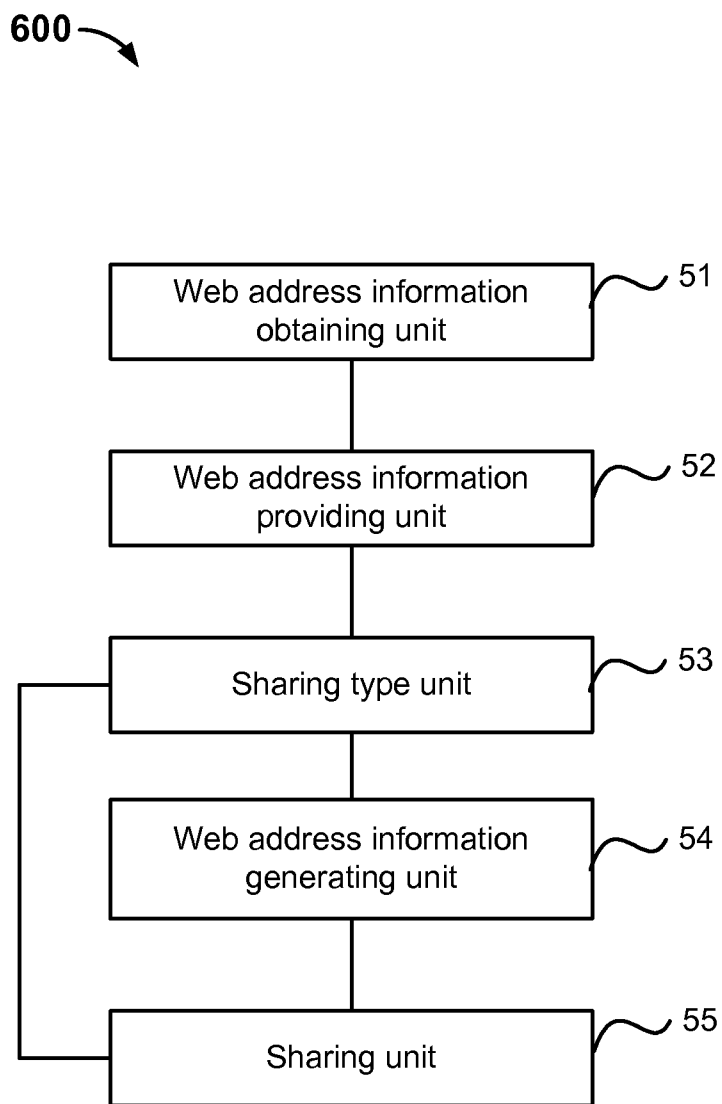 600
Web address information
obtaining unit
51
Web address information
providing unit
52
Sharing type unit
53
Web address information
generating unit
54
Sharing unit
55